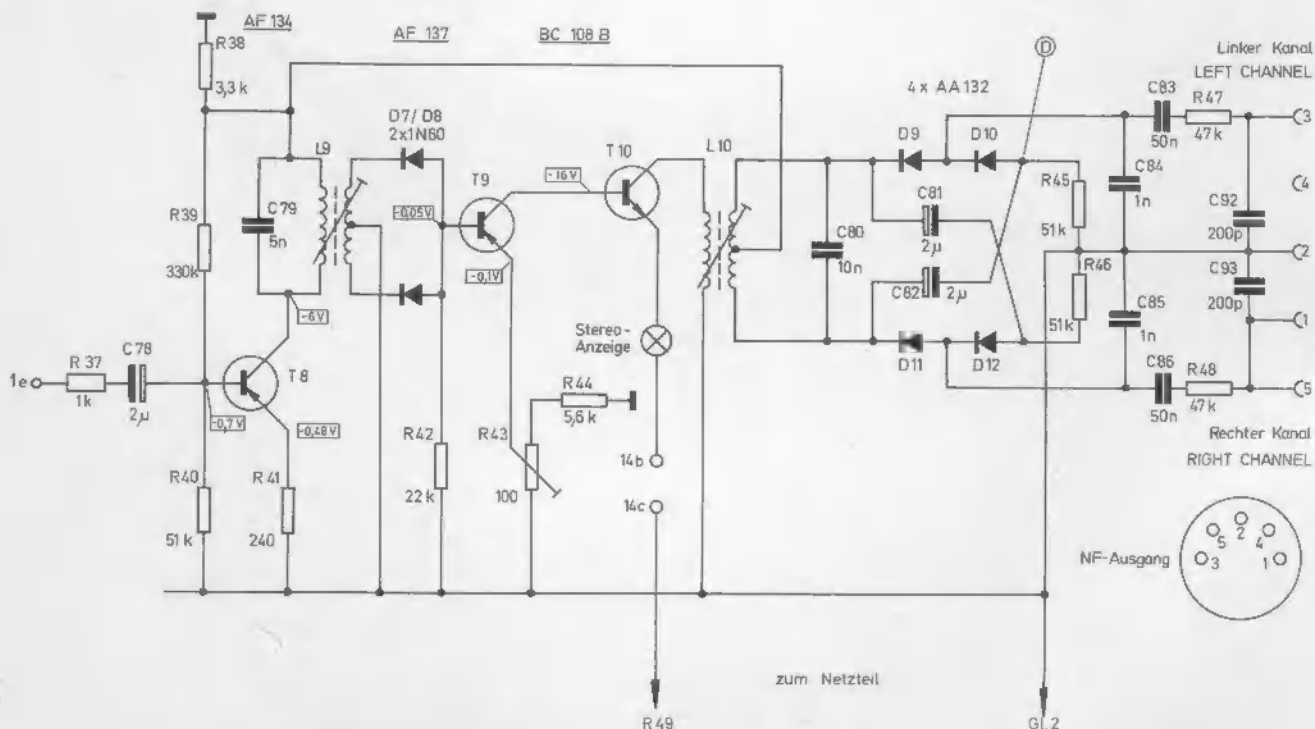 AF 134
AF 137
BC 108 B
D
Linker Kanal
LEFT CHANNEL
R38
3,3 k
4 x AA 132
C83
R47
50n
47k
3
D7/ D8
2x1N60
L9
T10
L10
D9
D10
T9
-16V
C84
1n
R45
4
R39
C79
5n
-0,05V
C81
2µ
C92
200p
51k
C80
10n
2
330k
-0,1V
C82
2µ
R46
C93
200p
-6V
Stereo-
Anzeige
51k
C85
1n
1
C78
T8
D11
D12
C86
R48
1e
R 37
1k
2µ
R44
5,6 k
50n
47k
5
-0,7V
-0,48V
R42
R43
14b
Rechter Kanal
RIGHT CHANNEL
R40
R 41
22 k
100
14c
51 k
240
NF-Ausgang
5
2
4
3
1
zum Netzteil
R49
Gl.2